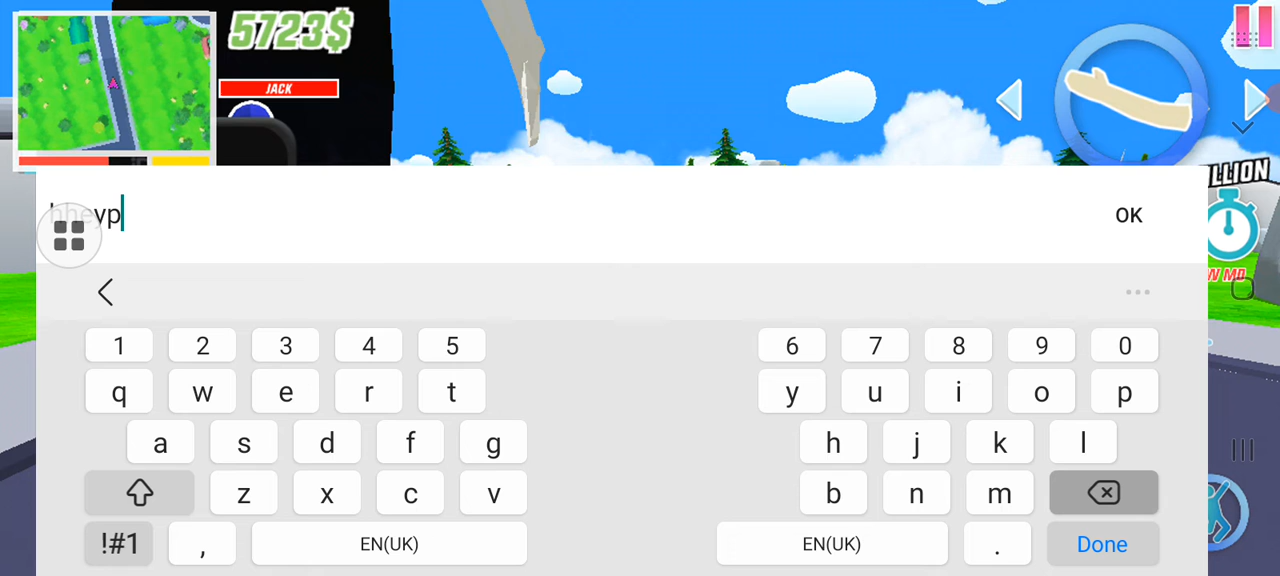 5723$
JACK
LLION
W MO
hheyp
OK
1 2 3 4 5 6 7 8 9 0
q w e r t y u i o p
a s d f g h j k l
z x c v b n m
!#1 , EN(UK) EN(UK) . Done